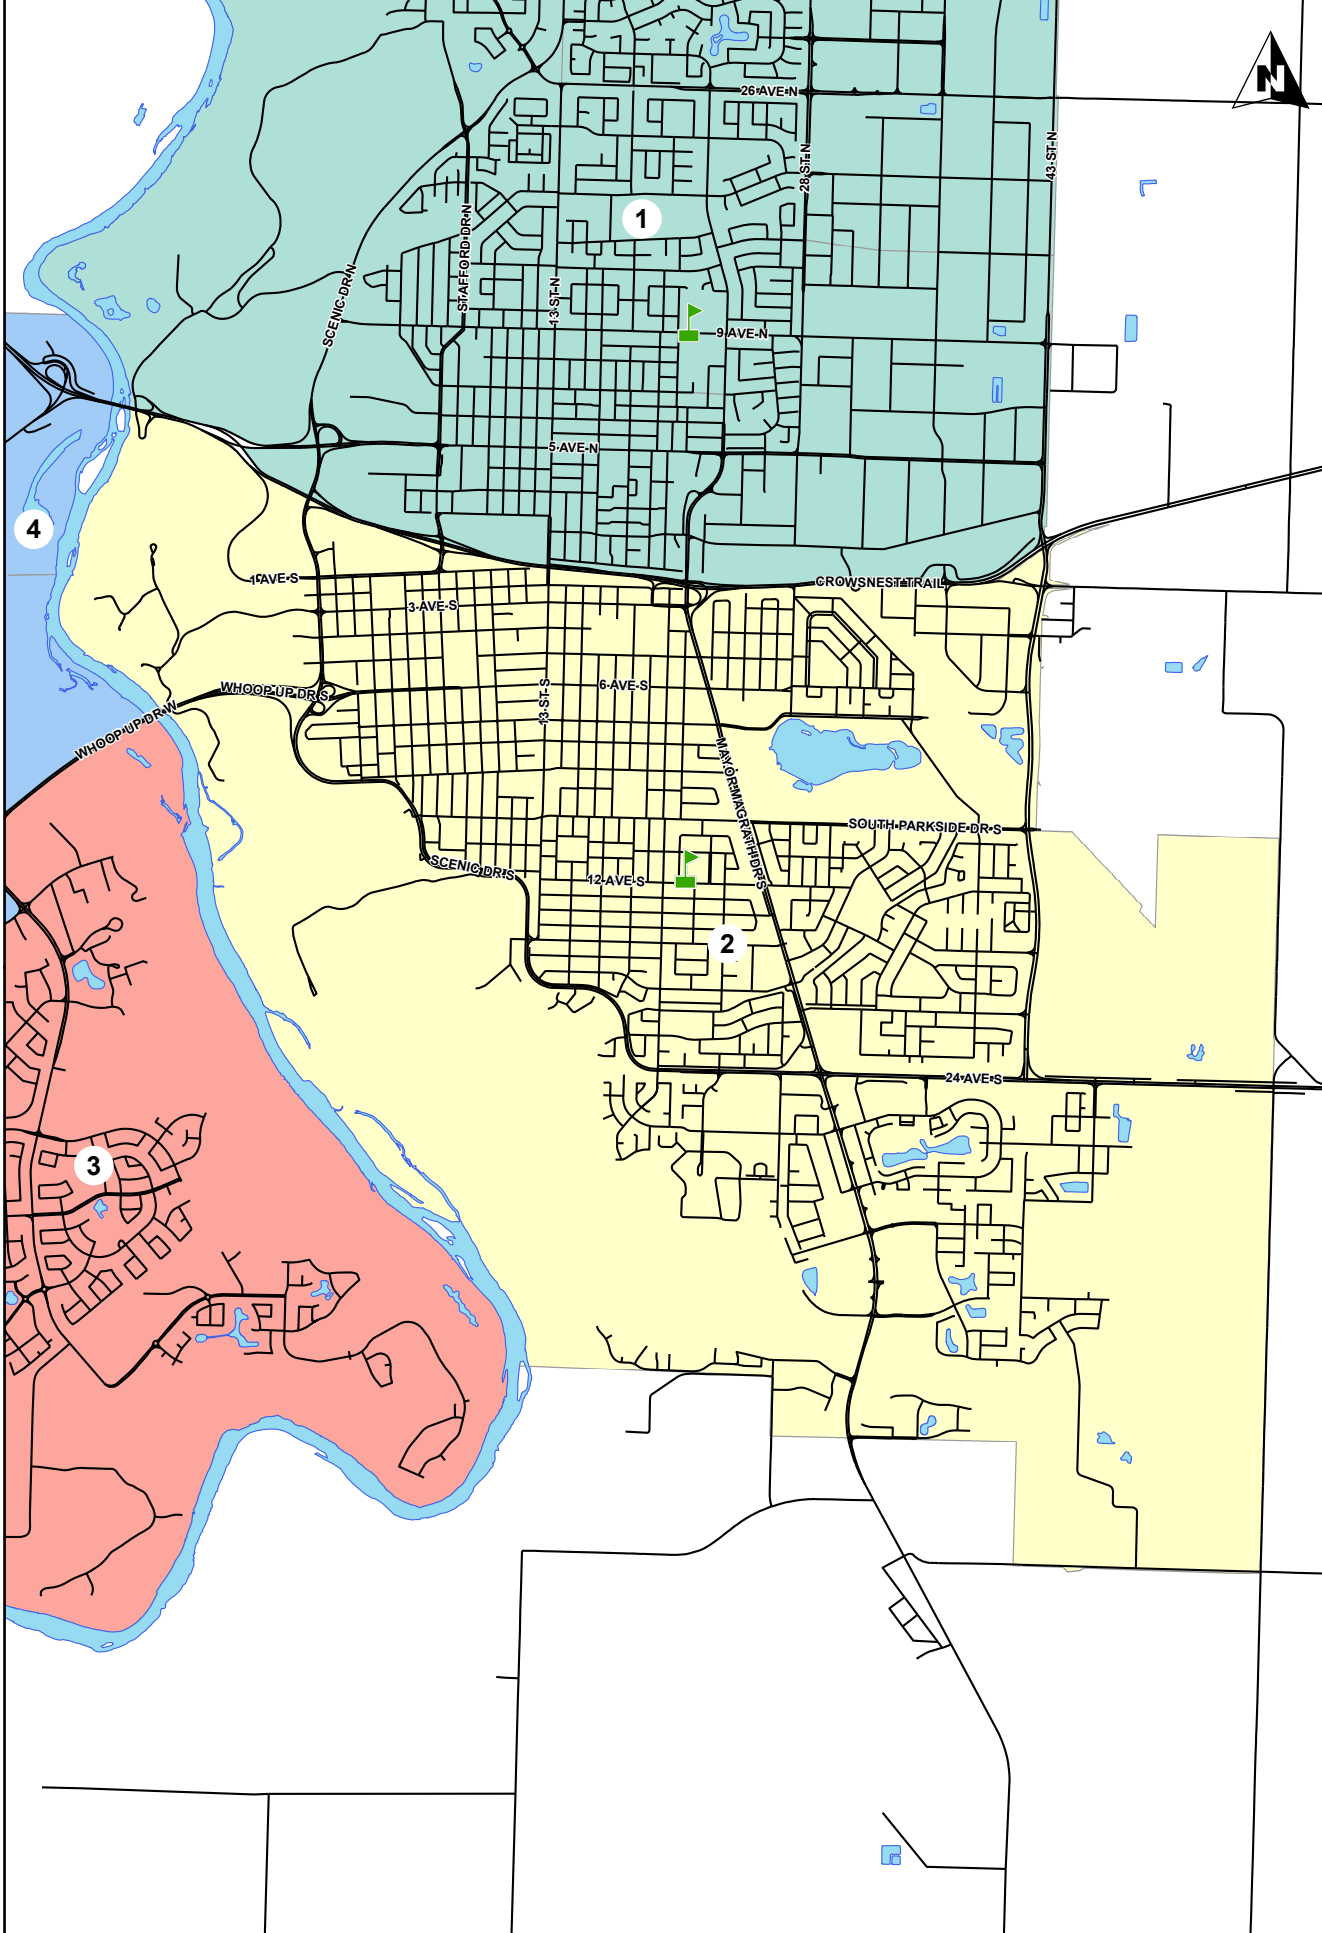 N
26 AVE N
43 ST N
28 ST N
1
STAFFORD DR N
SCENIC DR N
13 ST N
9 AVE N
5 AVE N
4
1 AVE S
CROWSNEST TRAIL
3 AVE S
6 AVE S
WHOOP UP DR S
13 ST S
WHOOP UP DR W
MAYOR MAGRATH DR S
SOUTH PARKSIDE DR S
SCENIC DR S
12 AVE S
2
24 AVE S
3